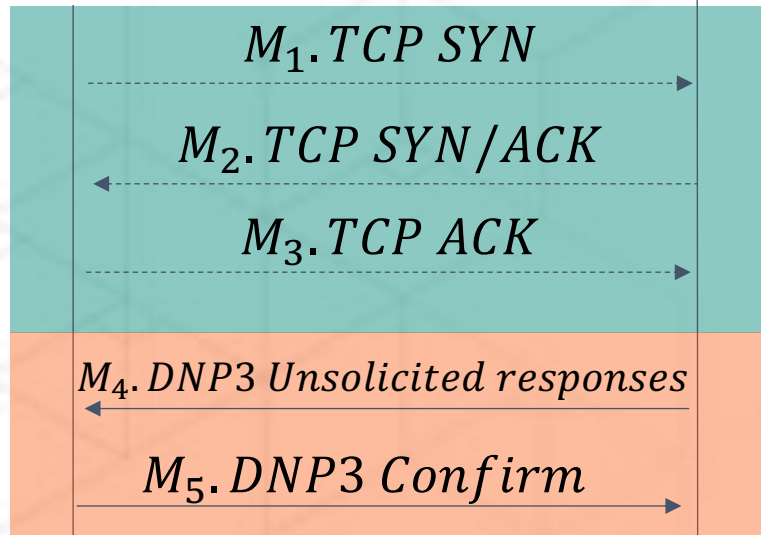 M₁. TCP SYN
M₂. TCP SYN/ACK
M₃. TCP ACK
M₄. DNP3 Unsolicited responses
M₅. DNP3 Confirm